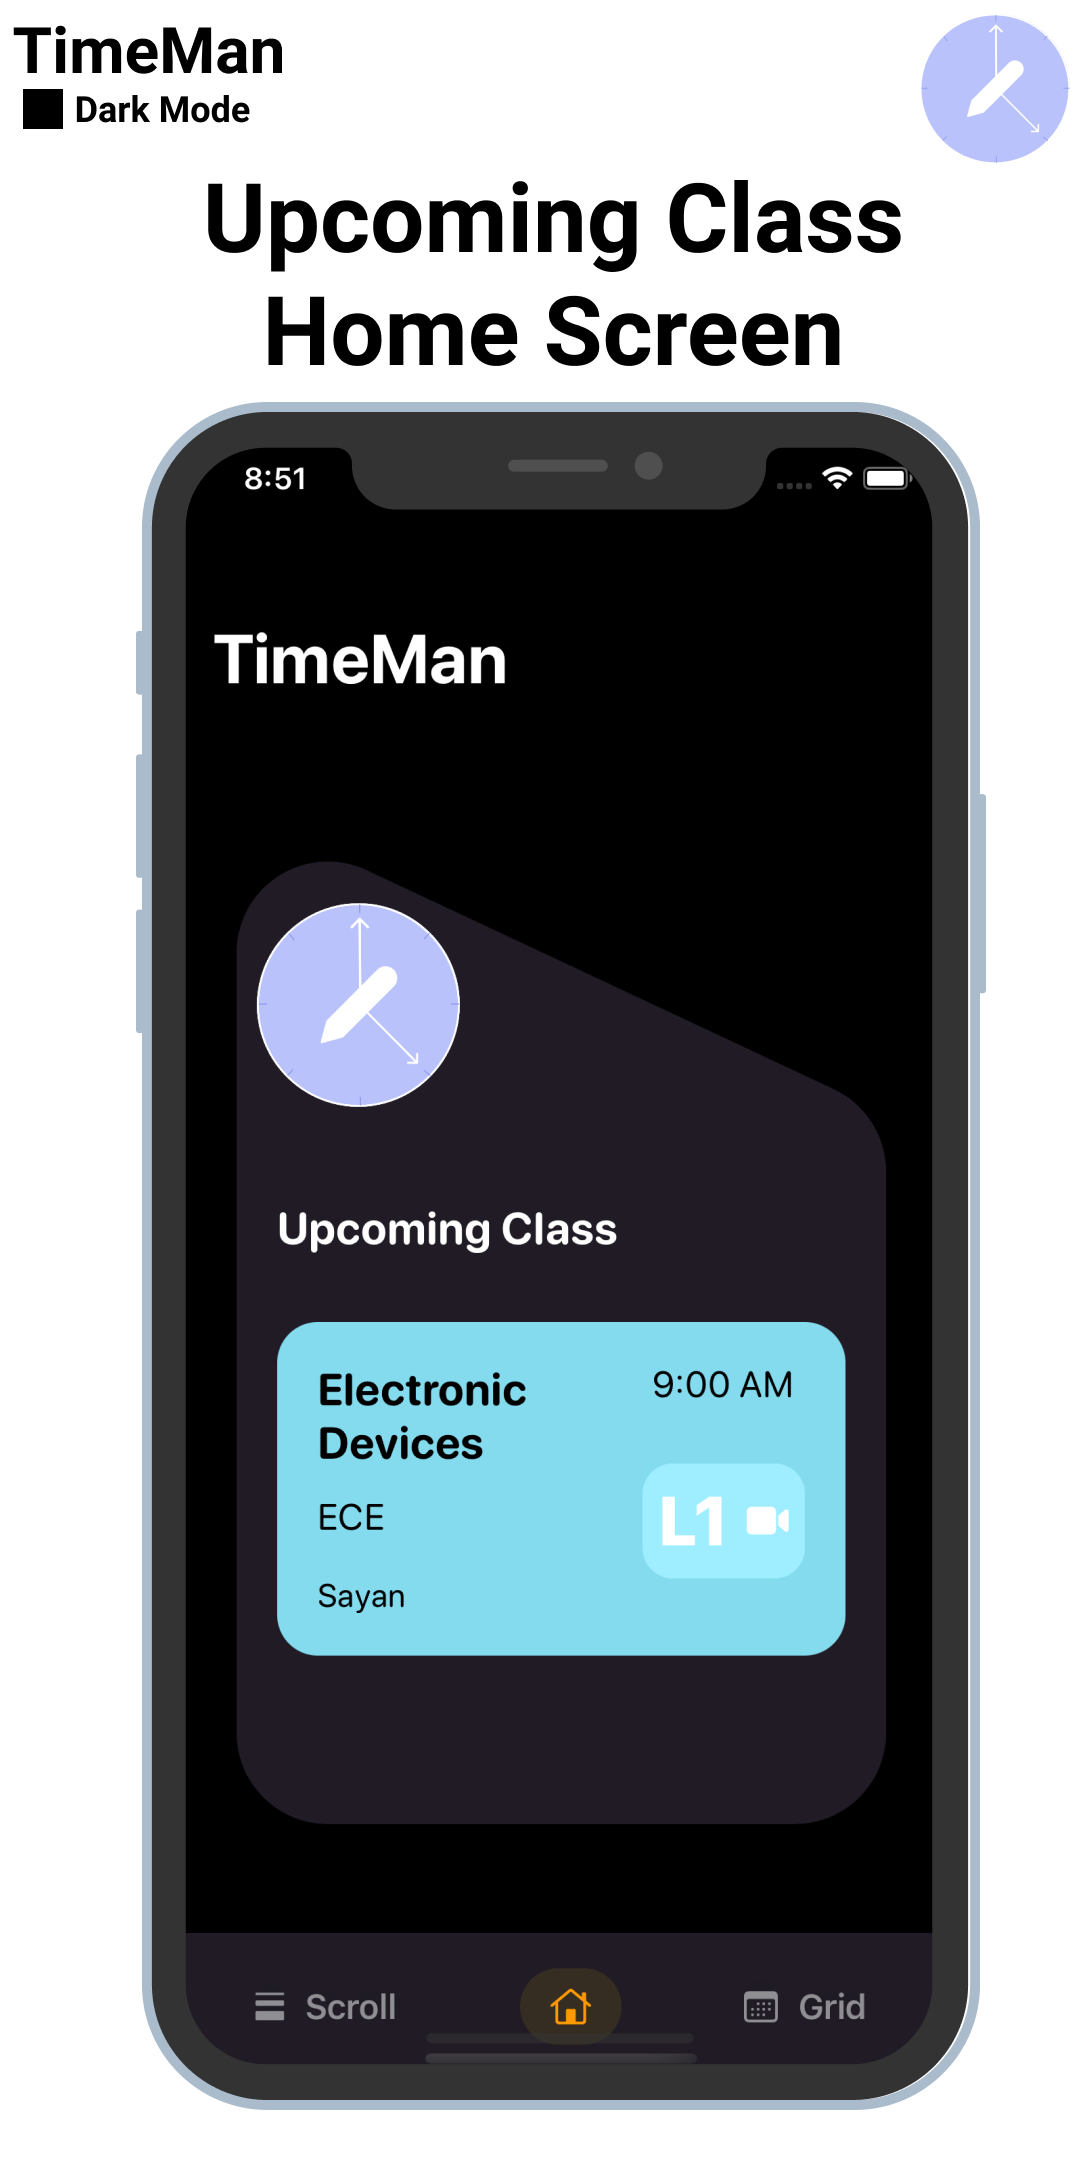 TimeMan
Dark Mode
Upcoming Class
Home Screen
8:51
TimeMan
Upcoming Class
Electronic
Devices
9:00 AM
ECE
L1
Sayan
Scroll
Grid